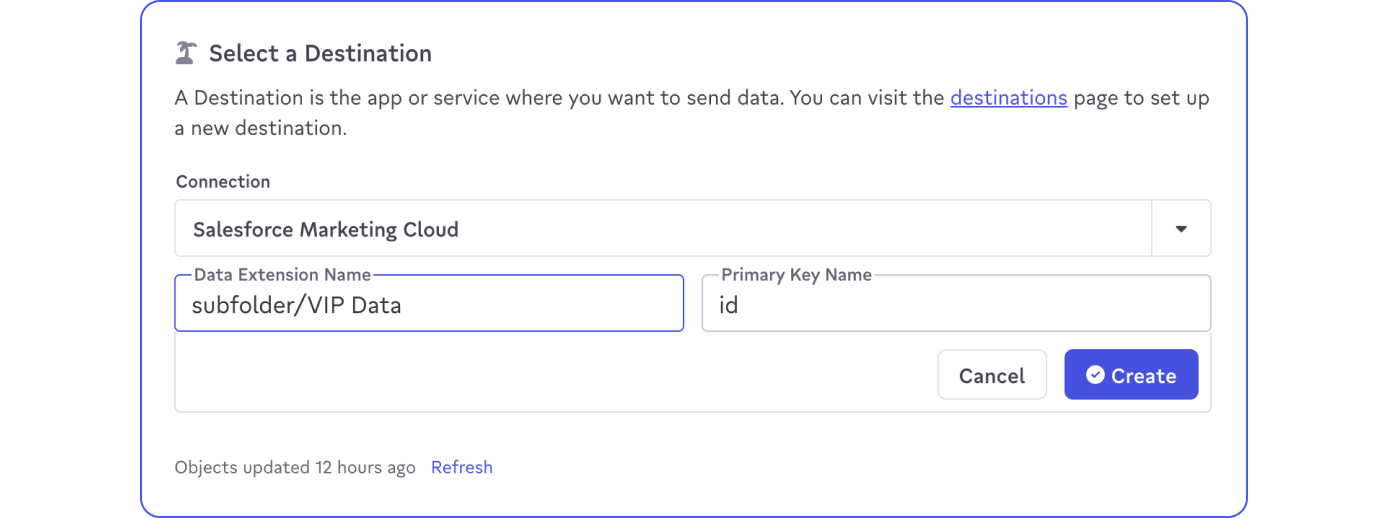 Select a Destination
A Destination is the app or service where you want to send data. You can visit the destinations page to set up
a new destination.
Connection
Salesforce Marketing Cloud
Data Extension Name
subfolder/VIP Data
Primary Key Name
id
Cancel
Create
Objects updated 12 hours ago Refresh